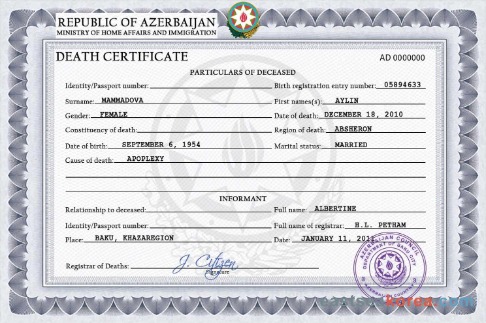 REPUBLIC OF AZERBAIJAN
MINISTRY OF HOME AFFAIRS AND IMMIGRATION
DEATH CERTIFICATE AD 0000000
PARTICULARS OF DECEASED
Identity/Passport number: Birth registration entry number: 05894633
Surname: MAMMADOVA First names(s): AYLIN
Gender: FEMALE Date of death: DECEMBER 18, 2010
Constituency of death: Region of death: ABSHERON
Date of birth: SEPTEMBER 6, 1954 Marital status: MARRIED
Cause of death: APOPLEXY
INFORMANT
Relationship to deceased: Full name: ALBERTINE
Identity/Passport number: Full name of registrar: H.L. PETHAM
Place: BAKU, KHAZAREGION Date: JANUARY 11,
Registrar of Deaths: J. Citizen
signature